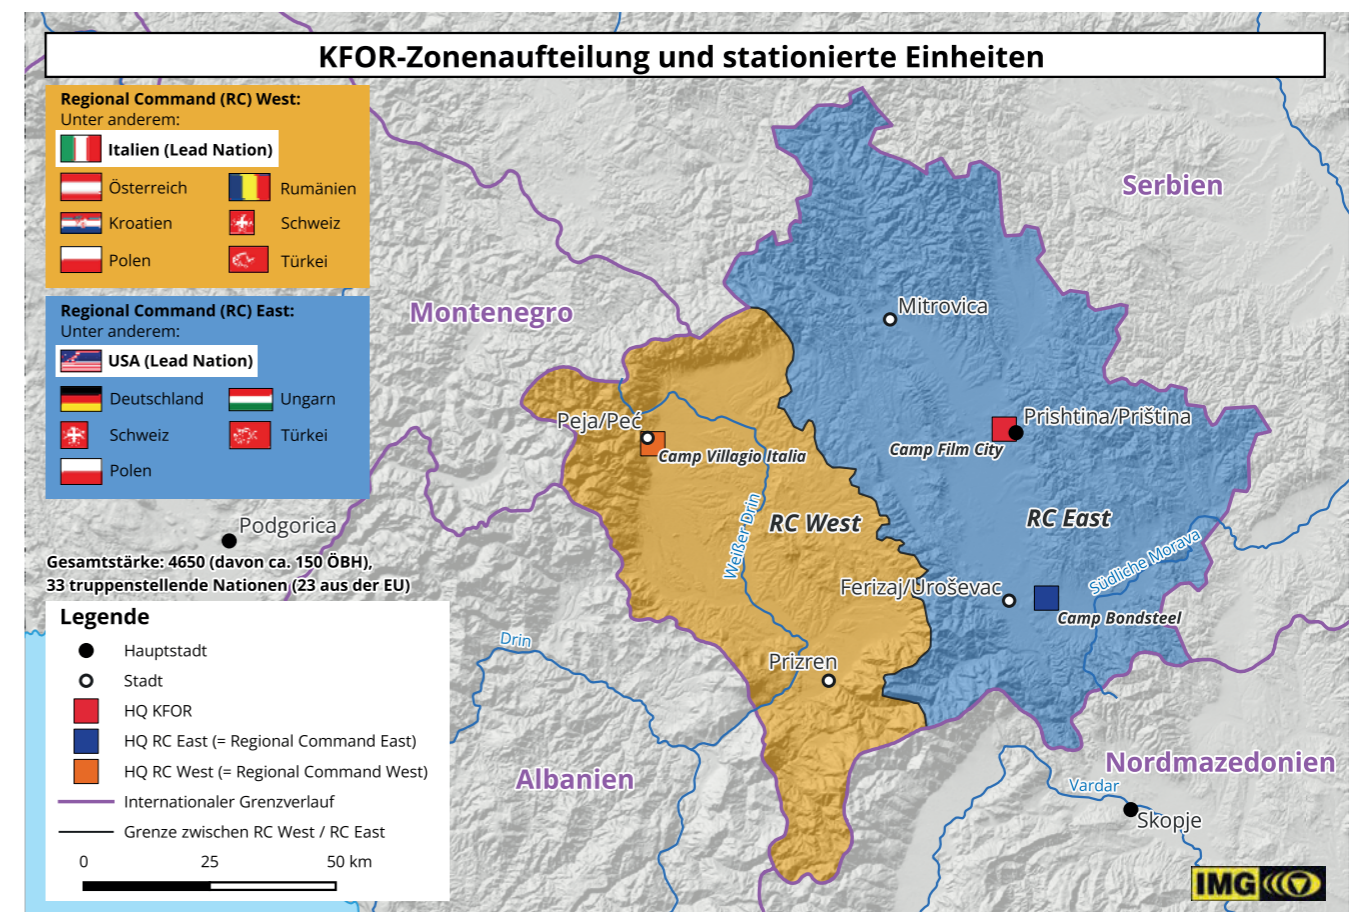 KFOR-Zonenaufteilung und stationierte Einheiten
Regional Command (RC) West:
Unter anderem:
Italien (Lead Nation)
Österreich
Rumänien
Kroatien
Schweiz
Polen
Türkei
Regional Command (RC) East:
Unter anderem:
USA (Lead Nation)
Deutschland
Ungarn
Schweiz
Türkei
Polen
Serbien
Montenegro
Mitrovica
Peja/Peć
Camp Villagio Italia
Prishtina/Priština
Camp Film City
RC West
RC East
Weißer Drin
Südliche Morava
Podgorica
Ferizaj/Uroševac
Camp Bondsteel
Gesamtstärke: 4650 (davon ca. 150 ÖBH),
33 truppenstellende Nationen (23 aus der EU)
Drin
Prizren
Albanien
Nordmazedonien
Vardar
Skopje
Legende
Hauptstadt
Stadt
HQ KFOR
HQ RC East (= Regional Command East)
HQ RC West (= Regional Command West)
Internationaler Grenzverlauf
Grenze zwischen RC West / RC East
0 25 50 km
IMG